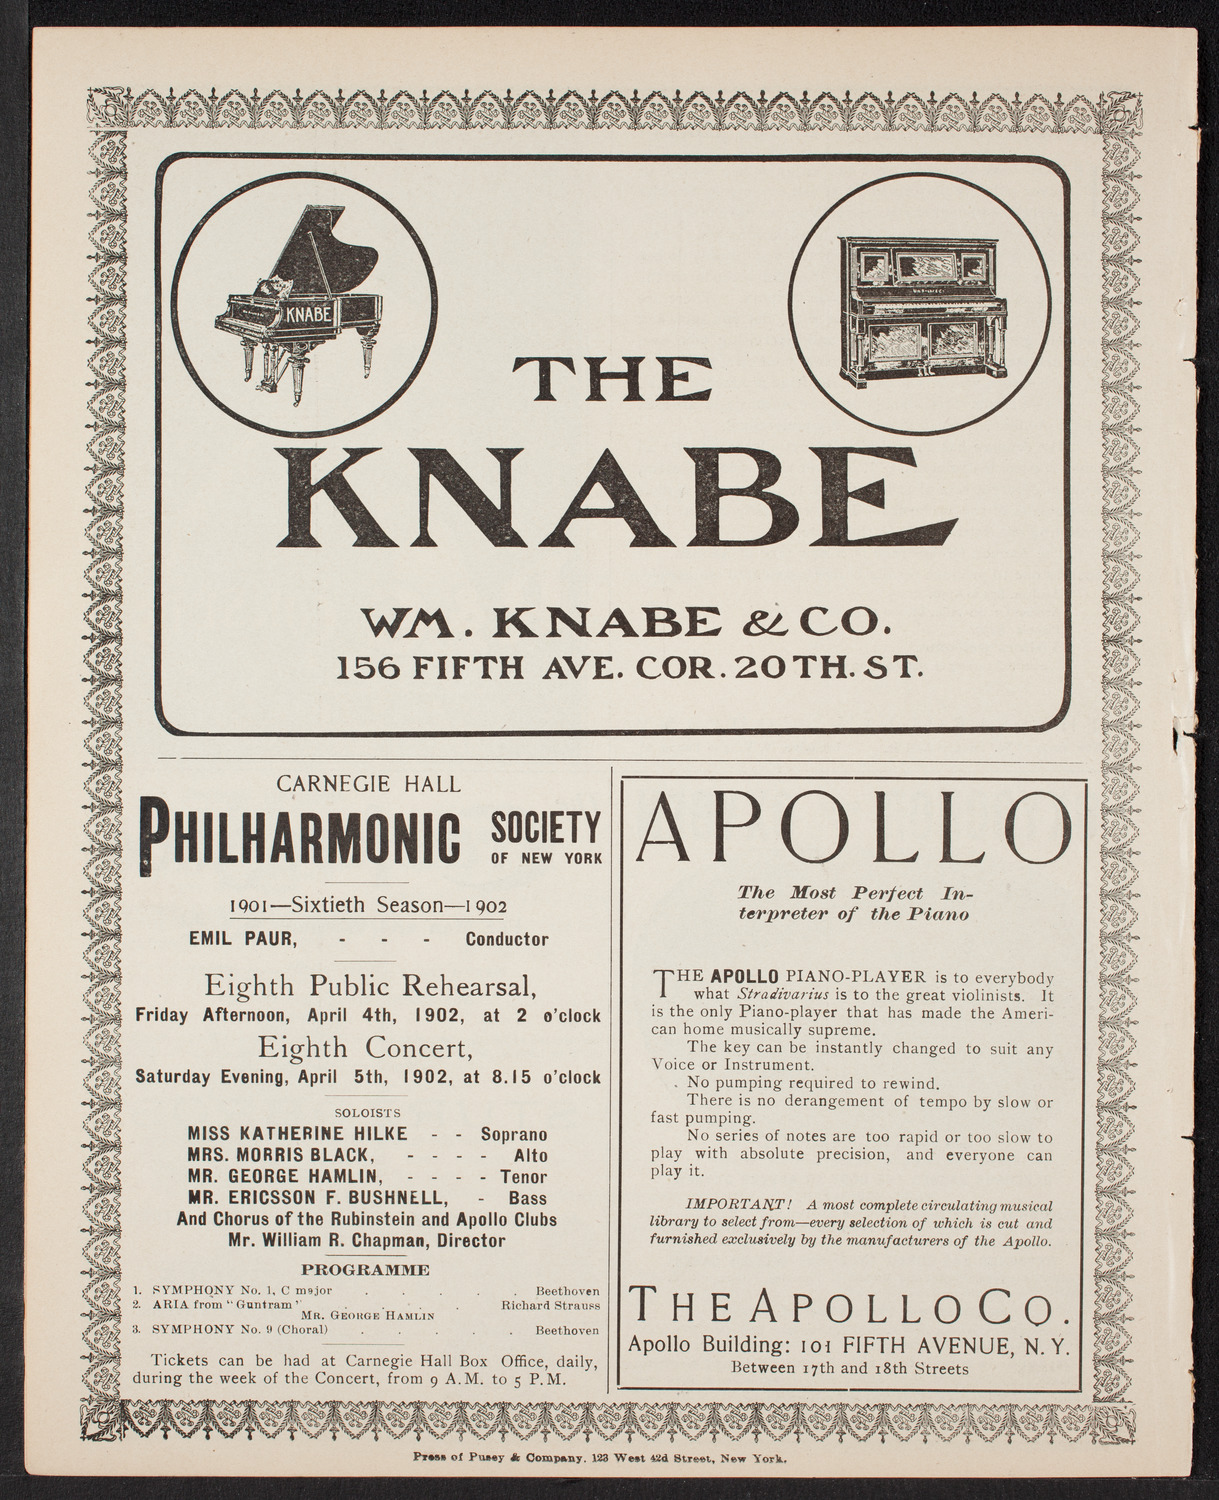 KNABE
THE
KNABE
WM. KNABE & CO.
156 FIFTH AVE. COR. 20TH. ST.
CARNEGIE HALL
PHILHARMONIC SOCIETY
OF NEW YORK
1901—Sixtieth Season—1902
EMIL PAUR, - - - Conductor
Eighth Public Rehearsal,
Friday Afternoon, April 4th, 1902, at 2 o'clock
Eighth Concert,
Saturday Evening, April 5th, 1902, at 8.15 o'clock
SOLOISTS
MISS KATHERINE HILKE - - Soprano
MRS. MORRIS BLACK, - - - - Alto
MR. GEORGE HAMLIN, - - - - Tenor
MR. ERICSSON F. BUSHNELL, - Bass
And Chorus of the Rubinstein and Apollo Clubs
Mr. William R. Chapman, Director
PROGRAMME
1. SYMPHONY No. 1, C major . . . . . Beethoven
2. ARIA from "Guntram" . . . . Richard Strauss
MR. GEORGE HAMLIN
3. SYMPHONY No. 9 (Choral) . . . . . Beethoven
Tickets can be had at Carnegie Hall Box Office, daily,
during the week of the Concert, from 9 A.M. to 5 P.M.
APOLLO
The Most Perfect In-
terpreter of the Piano
THE APOLLO PIANO-PLAYER is to everybody
what Stradivarius is to the great violinists. It
is the only Piano-player that has made the Ameri-
can home musically supreme.
The key can be instantly changed to suit any
Voice or Instrument.
No pumping required to rewind.
There is no derangement of tempo by slow or
fast pumping.
No series of notes are too rapid or too slow to
play with absolute precision, and everyone can
play it.
IMPORTANT! A most complete circulating musical
library to select from—every selection of which is cut and
furnished exclusively by the manufacturers of the Apollo.
THE APOLLO CO.
Apollo Building: 101 FIFTH AVENUE, N. Y.
Between 17th and 18th Streets
Press of Pusey & Company, 123 West 42d Street, New York.